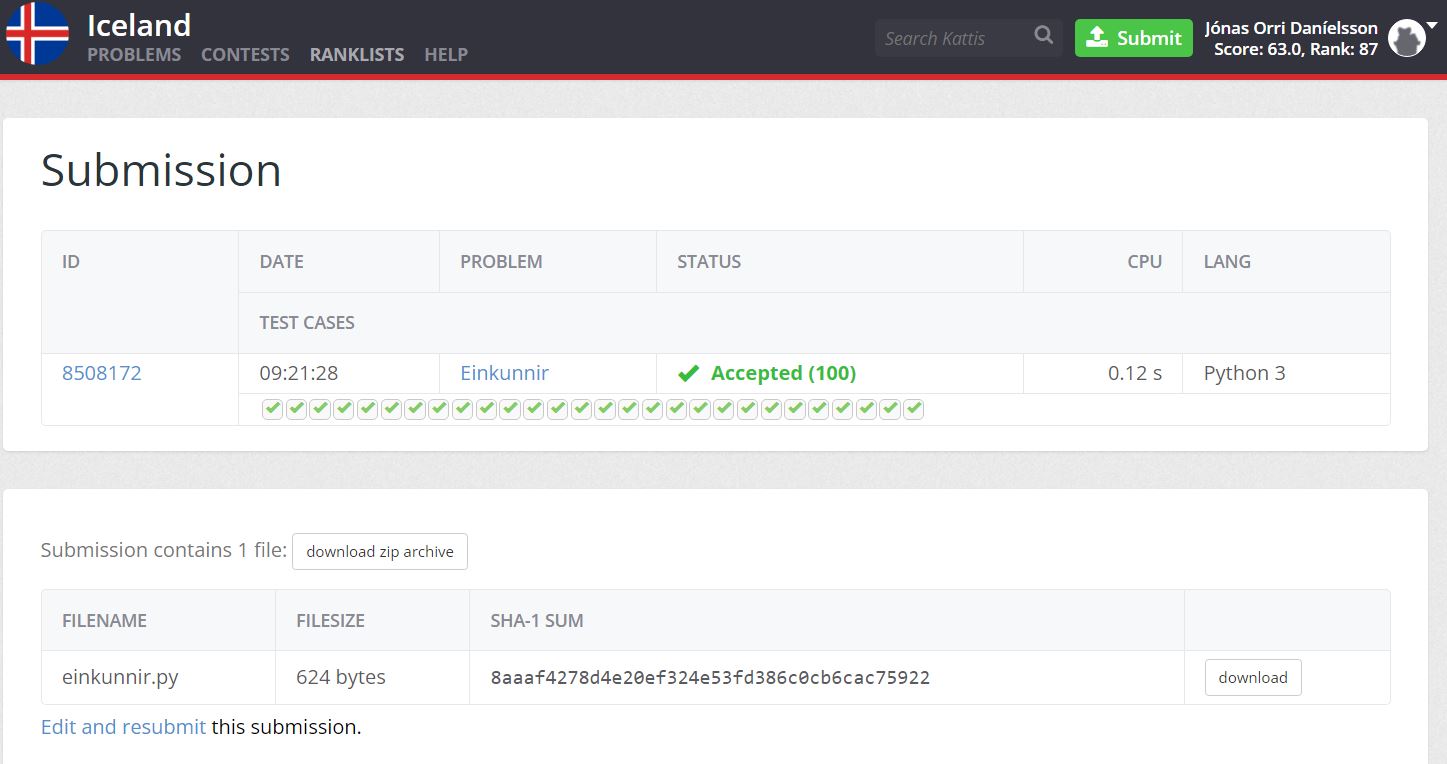 Iceland
PROBLEMS CONTESTS RANKLISTS HELP
Search Kattis
Submit
Jónas Orri Daníelsson
Score: 63.0, Rank: 87
Submission
ID DATE PROBLEM STATUS CPU LANG
TEST CASES
8508172 09:21:28 Einkunnir Accepted (100) 0.12 s Python 3
Submission contains 1 file: download zip archive
FILENAME FILESIZE SHA-1 SUM
einkunnir.py 624 bytes 8aaaf4278d4e20ef324e53fd386c0cb6cac75922 download
Edit and resubmit this submission.